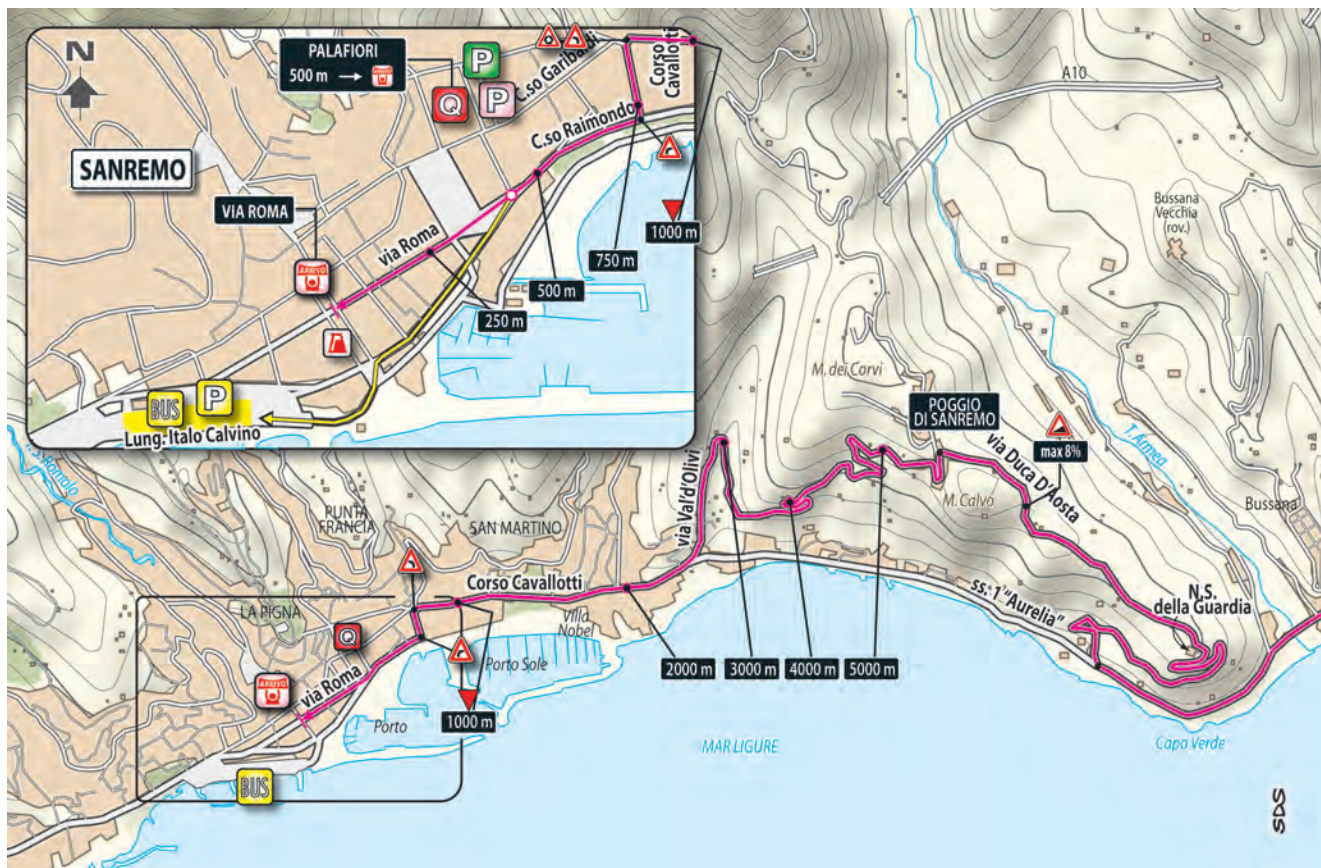 N
PALAFIORI
500 m
P
Q
P
C.so Garibaldi
Corso
Cavallotti
C.so Raimondo
SANREMO
VIA ROMA
ARRIVO
via Roma
1000 m
750 m
500 m
250 m
BUS
P
Lung. Italo Calvino
A10
Bussana
Vecchia
(rov.)
M. dei Corvi
POGGIO
DI SANREMO
max 8%
T. Armea
via Duca D'Aosta
M. Calvo
Bussana
via Val d'Olivi
S. Romolo
PUNTA
FRANCIA
SAN MARTINO
Corso Cavallotti
N.S.
della Guardia
ss. 1 "Aurelia"
LA PIGNA
Villa
Nobel
Q
Porto Sole
2000 m
3000 m
4000 m
5000 m
ARRIVO
via Roma
1000 m
Porto
MAR LIGURE
Capo Verde
BUS
SDS